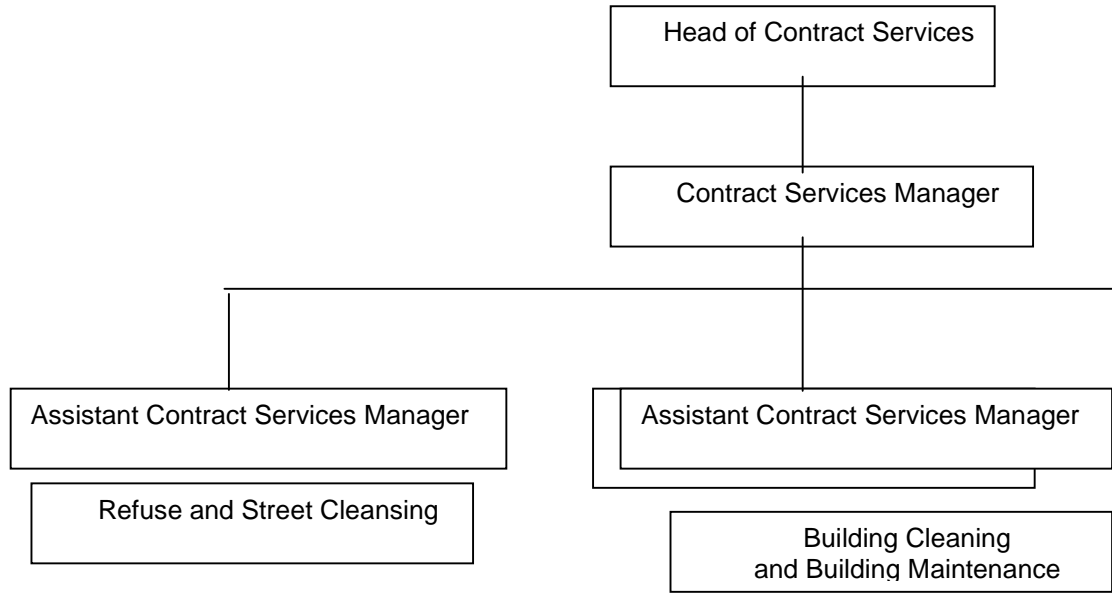 Head of Contract Services
Contract Services Manager
Assistant Contract Services Manager
Assistant Contract Services Manager
Refuse and Street Cleansing
Building Cleaning
and Building Maintenance